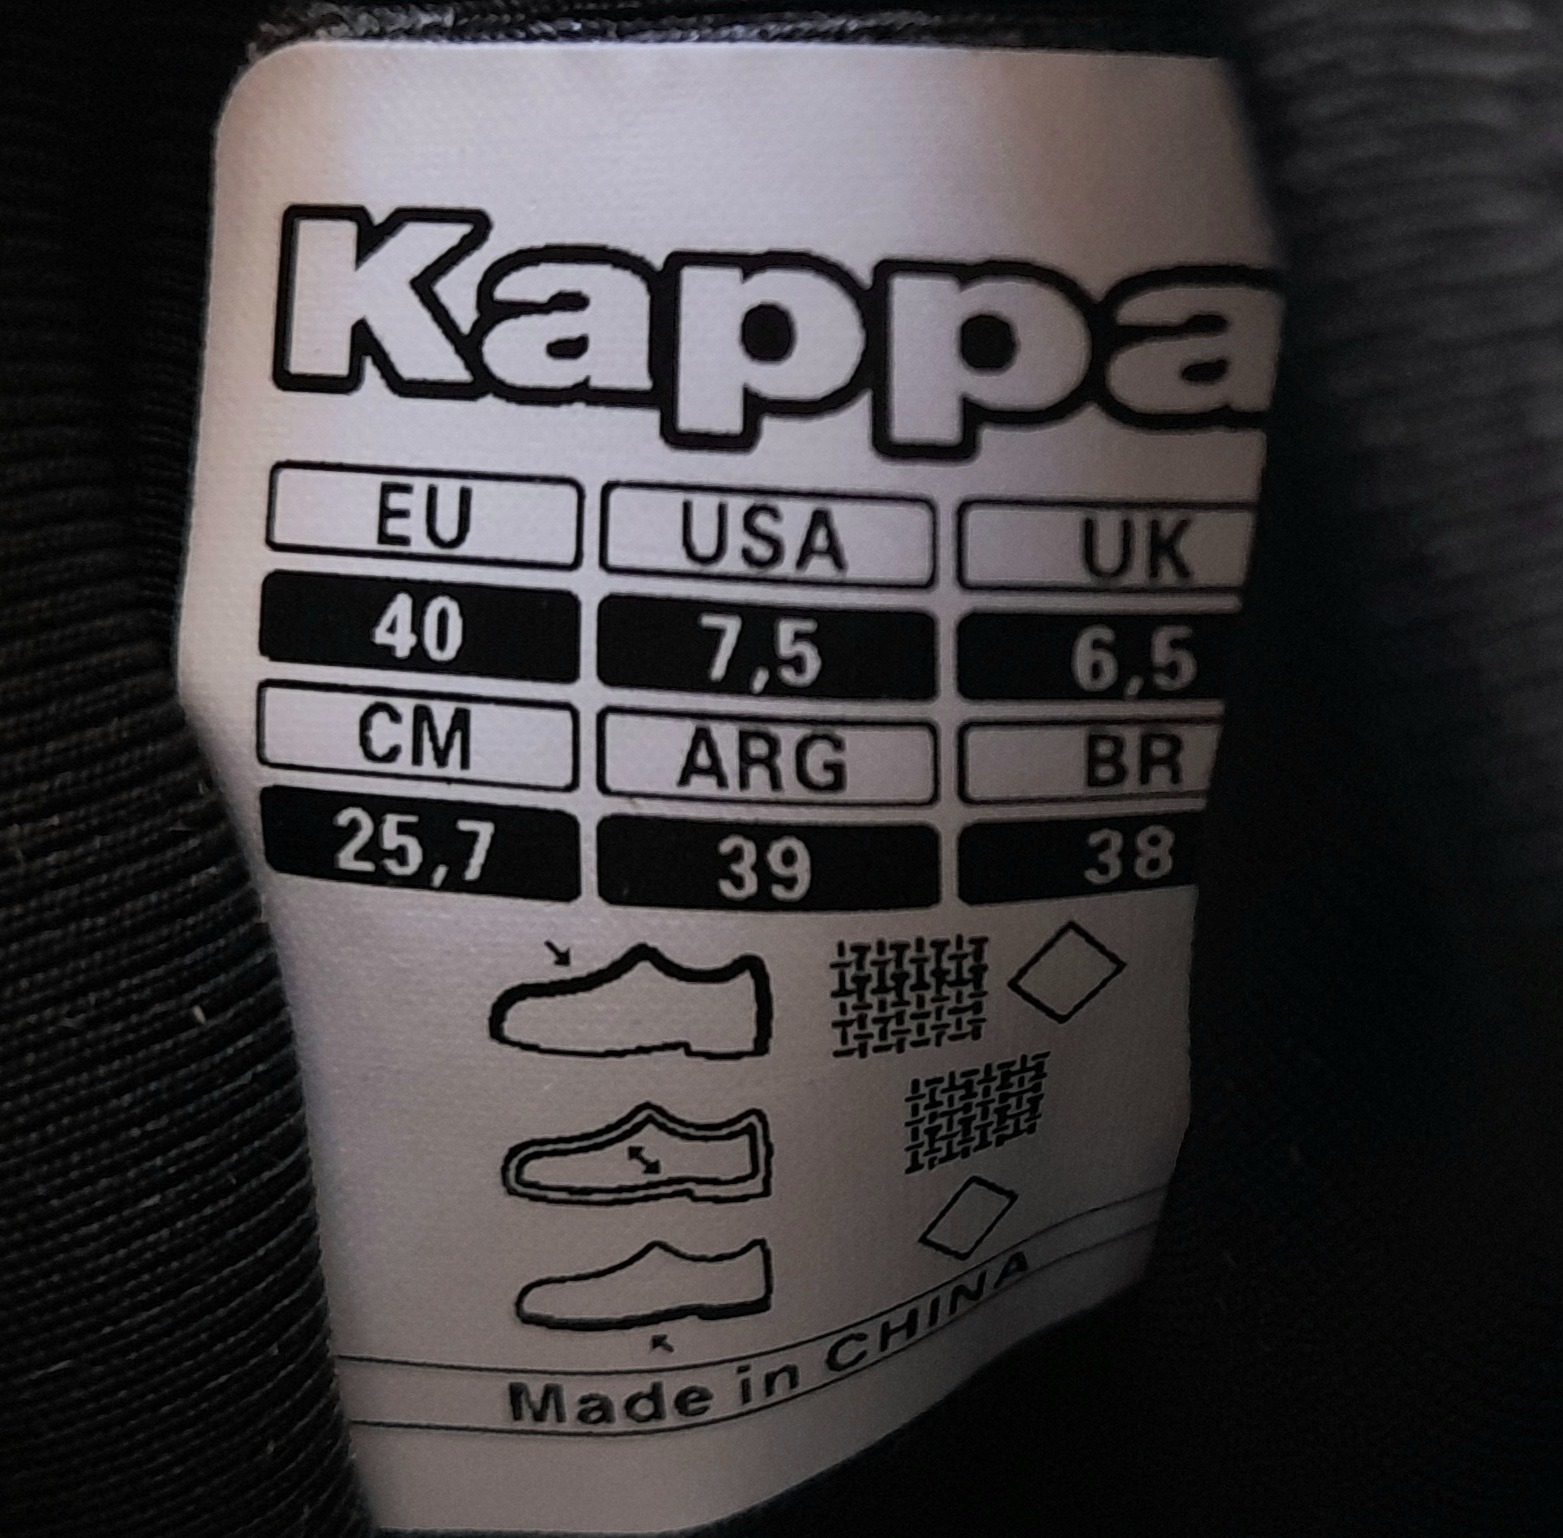 Kappa
EU USA UK
40 7,5 6,5
CM ARG BR
25,7 39 38
Made in CHINA